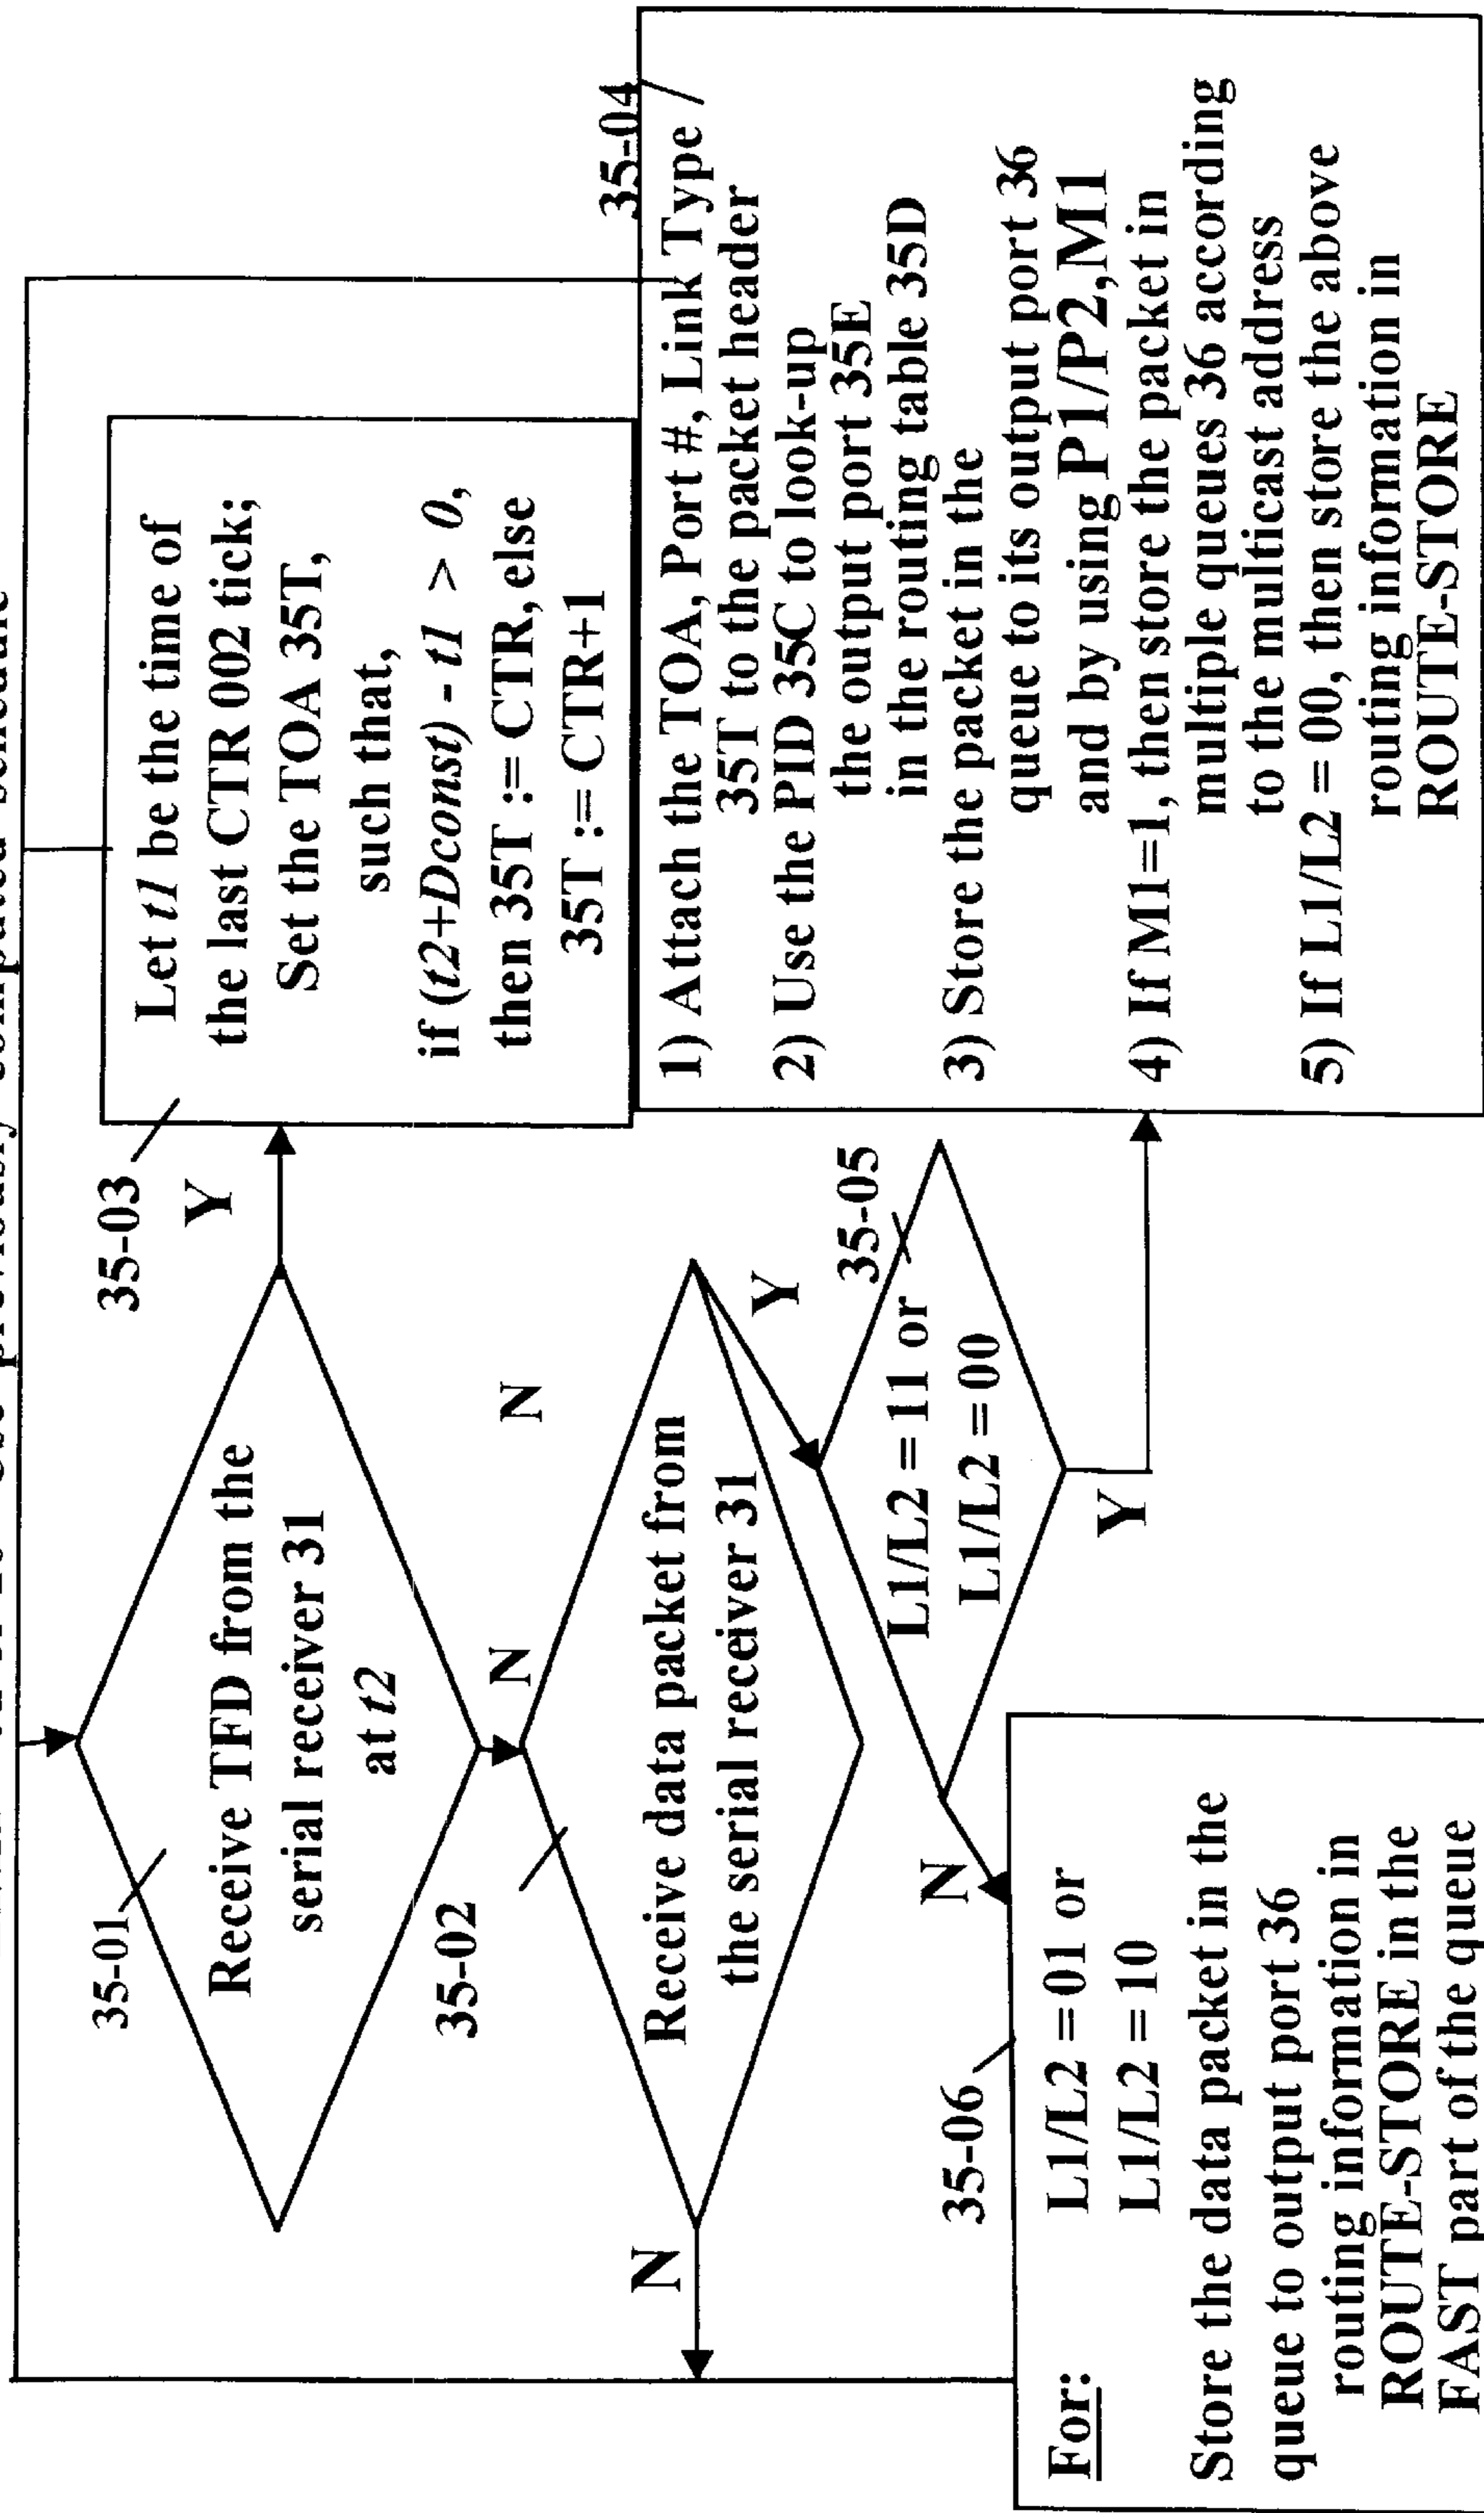 previously computed schedule
35-01
Receive TFD from the
serial receiver 31
at t2
Y
35-03
Let t1 be the time of
the last CTR 002 tick;
Set the TOA 35T,
such that,
if (t2+Dconst) - t1 > 0,
then 35T := CTR, else
35T := CTR+1
N
N
35-02
Receive data packet from
the serial receiver 31
N
Y
35-05
L1/L2 = 11 or
L1/L2 = 00
N
Y
35-04
1) Attach the TOA, Port #, Link Type /
35T to the packet header
2) Use the PID 35C to look-up
the output port 35E
in the routing table 35D
3) Store the packet in the
queue to its output port 36
and by using P1/P2,M1
4) If M1=1, then store the packet in
multiple queues 36 according
to the multicast address
5) If L1/L2 = 00, then store the above
routing information in
ROUTE-STORE
35-06
For: L1/L2 = 01 or
L1/L2 = 10
Store the data packet in the
queue to output port 36
routing information in
ROUTE-STORE in the
FAST part of the queue